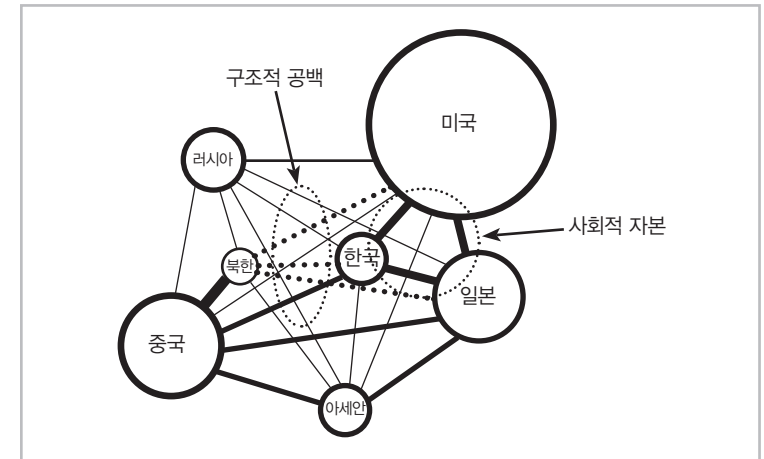 구조적 공백
미국
러시아
사회적 자본
한국
북한
일본
중국
아세안